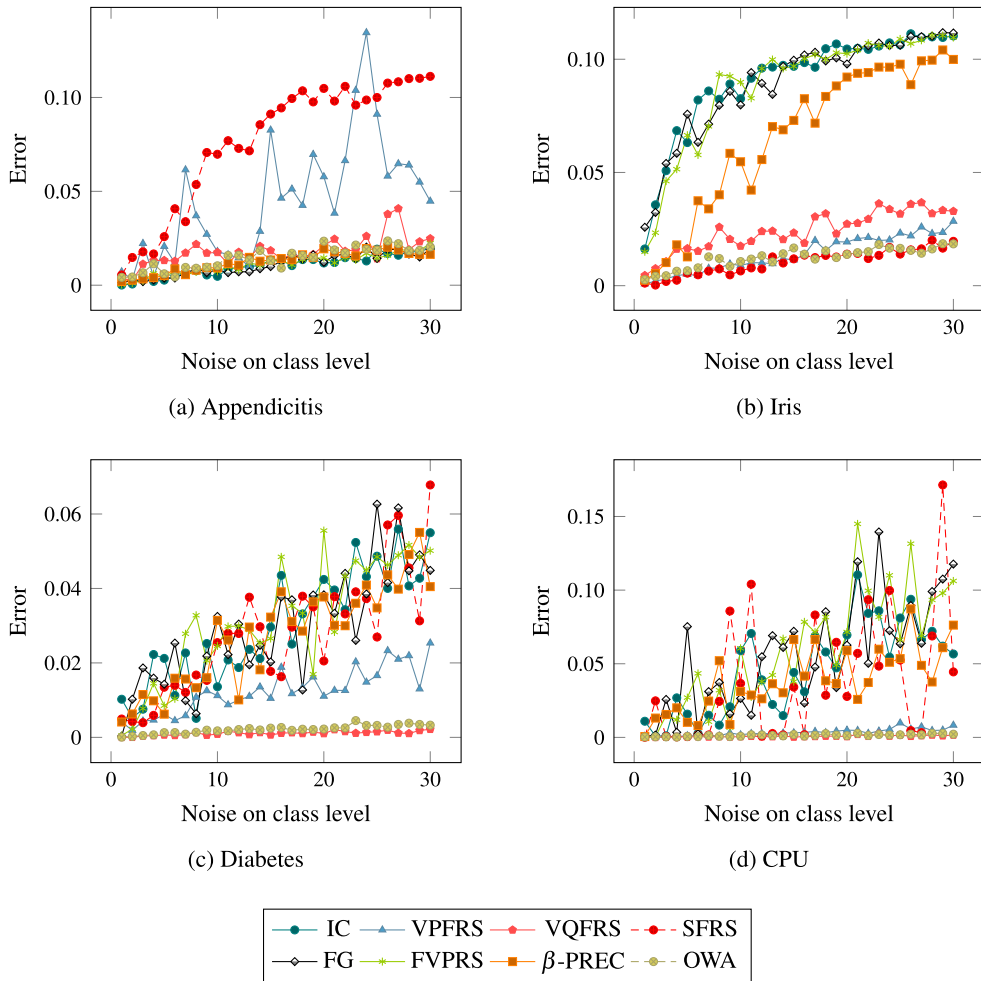 0.10
0.05
0
Error
0 10 20 30
Noise on class level
(a) Appendicitis
0.10
0.05
0
Error
0 10 20 30
Noise on class level
(b) Iris
0.06
0.04
0.02
0
Error
0 10 20 30
Noise on class level
(c) Diabetes
0.15
0.10
0.05
0
Error
0 10 20 30
Noise on class level
(d) CPU
IC VPFRS VQFRS SFRS
FG FVPRS β-PREC OWA